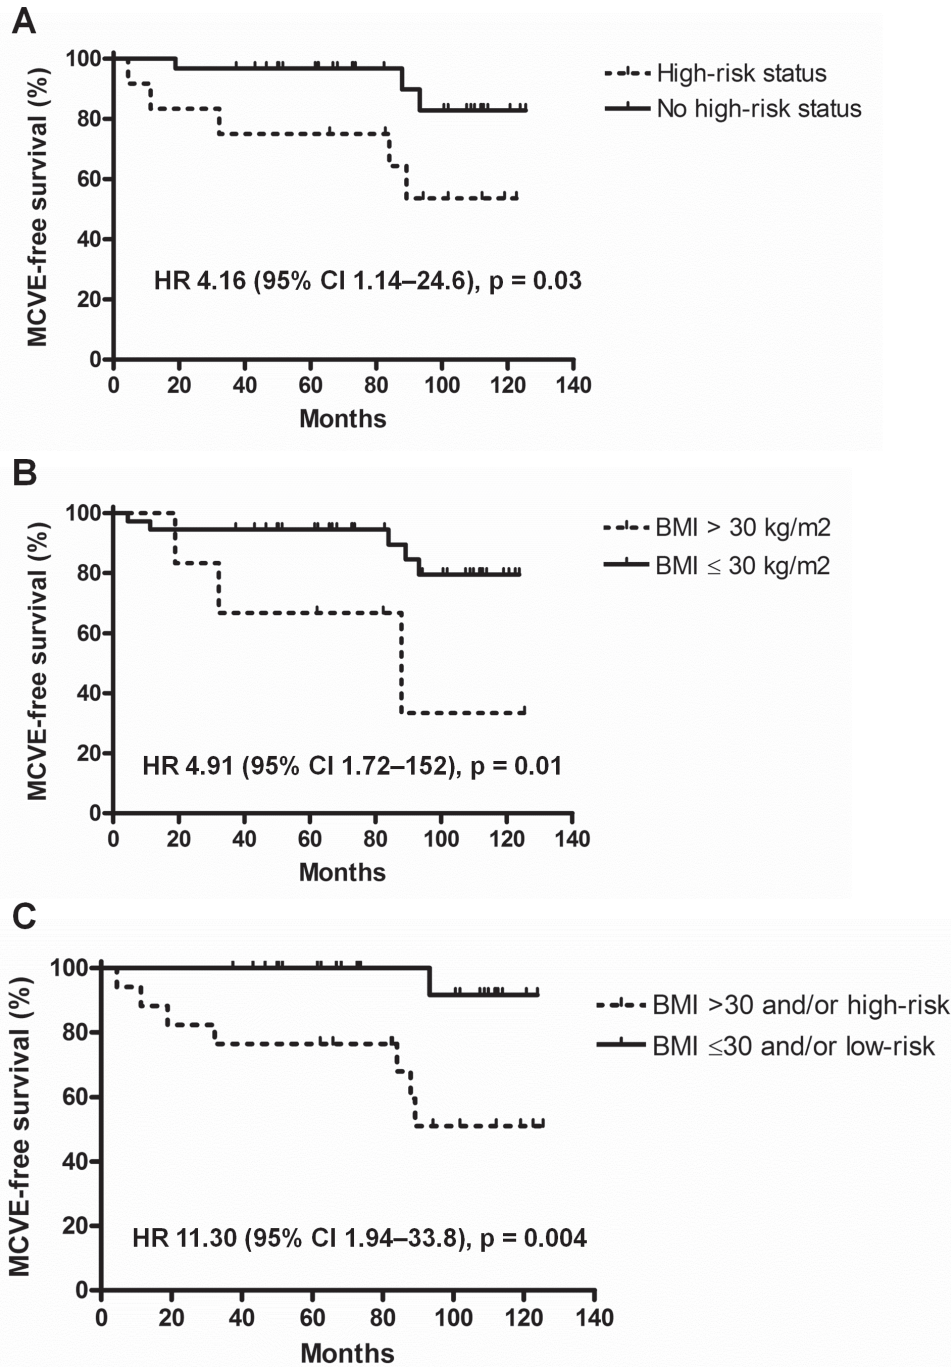 A
MCVE-free survival (%)
100
80
60
40
20
0
0 20 40 60 80 100 120 140
Months
HR 4.16 (95% CI 1.14–24.6), p = 0.03
High-risk status
No high-risk status
B
MCVE-free survival (%)
100
80
60
40
20
0
0 20 40 60 80 100 120 140
Months
HR 4.91 (95% CI 1.72–152), p = 0.01
BMI > 30 kg/m2
BMI ≤ 30 kg/m2
C
MCVE-free survival (%)
100
80
60
40
20
0
0 20 40 60 80 100 120 140
Months
HR 11.30 (95% CI 1.94–33.8), p = 0.004
BMI >30 and/or high-risk
BMI ≤30 and/or low-risk